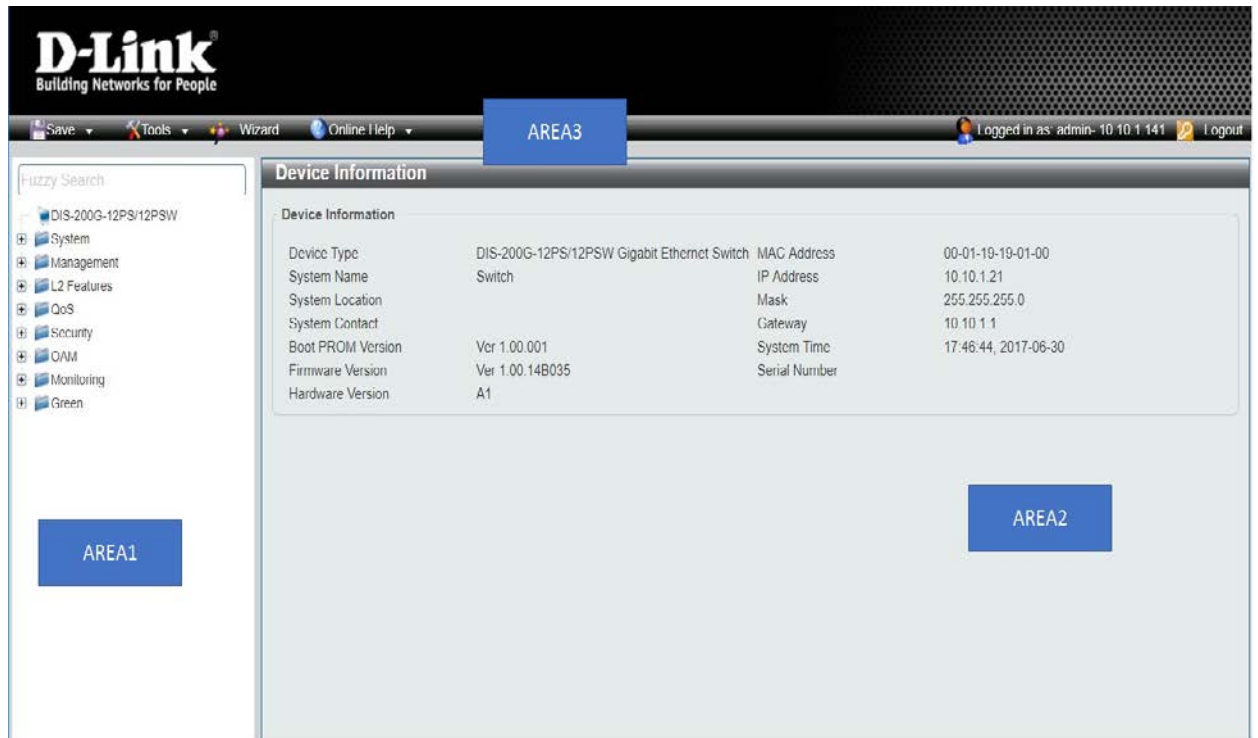 D-Link®
Building Networks for People
Save
Tools
Wizard
Online Help
AREA3
Logged in as: admin- 10.10.1.141
Logout
Fuzzy Search
DIS-200G-12PS/12PSW
System
Management
L2 Features
QoS
Security
OAM
Monitoring
Green
AREA1
Device Information
Device Information
Device Type DIS-200G-12PS/12PSW Gigabit Ethernet Switch MAC Address 00-01-19-19-01-00
System Name Switch IP Address 10.10.1.21
System Location Mask 255.255.255.0
System Contact Gateway 10.10.1.1
Boot PROM Version Ver 1.00.001 System Time 17:46:44, 2017-06-30
Firmware Version Ver 1.00.14B035 Serial Number
Hardware Version A1
AREA2